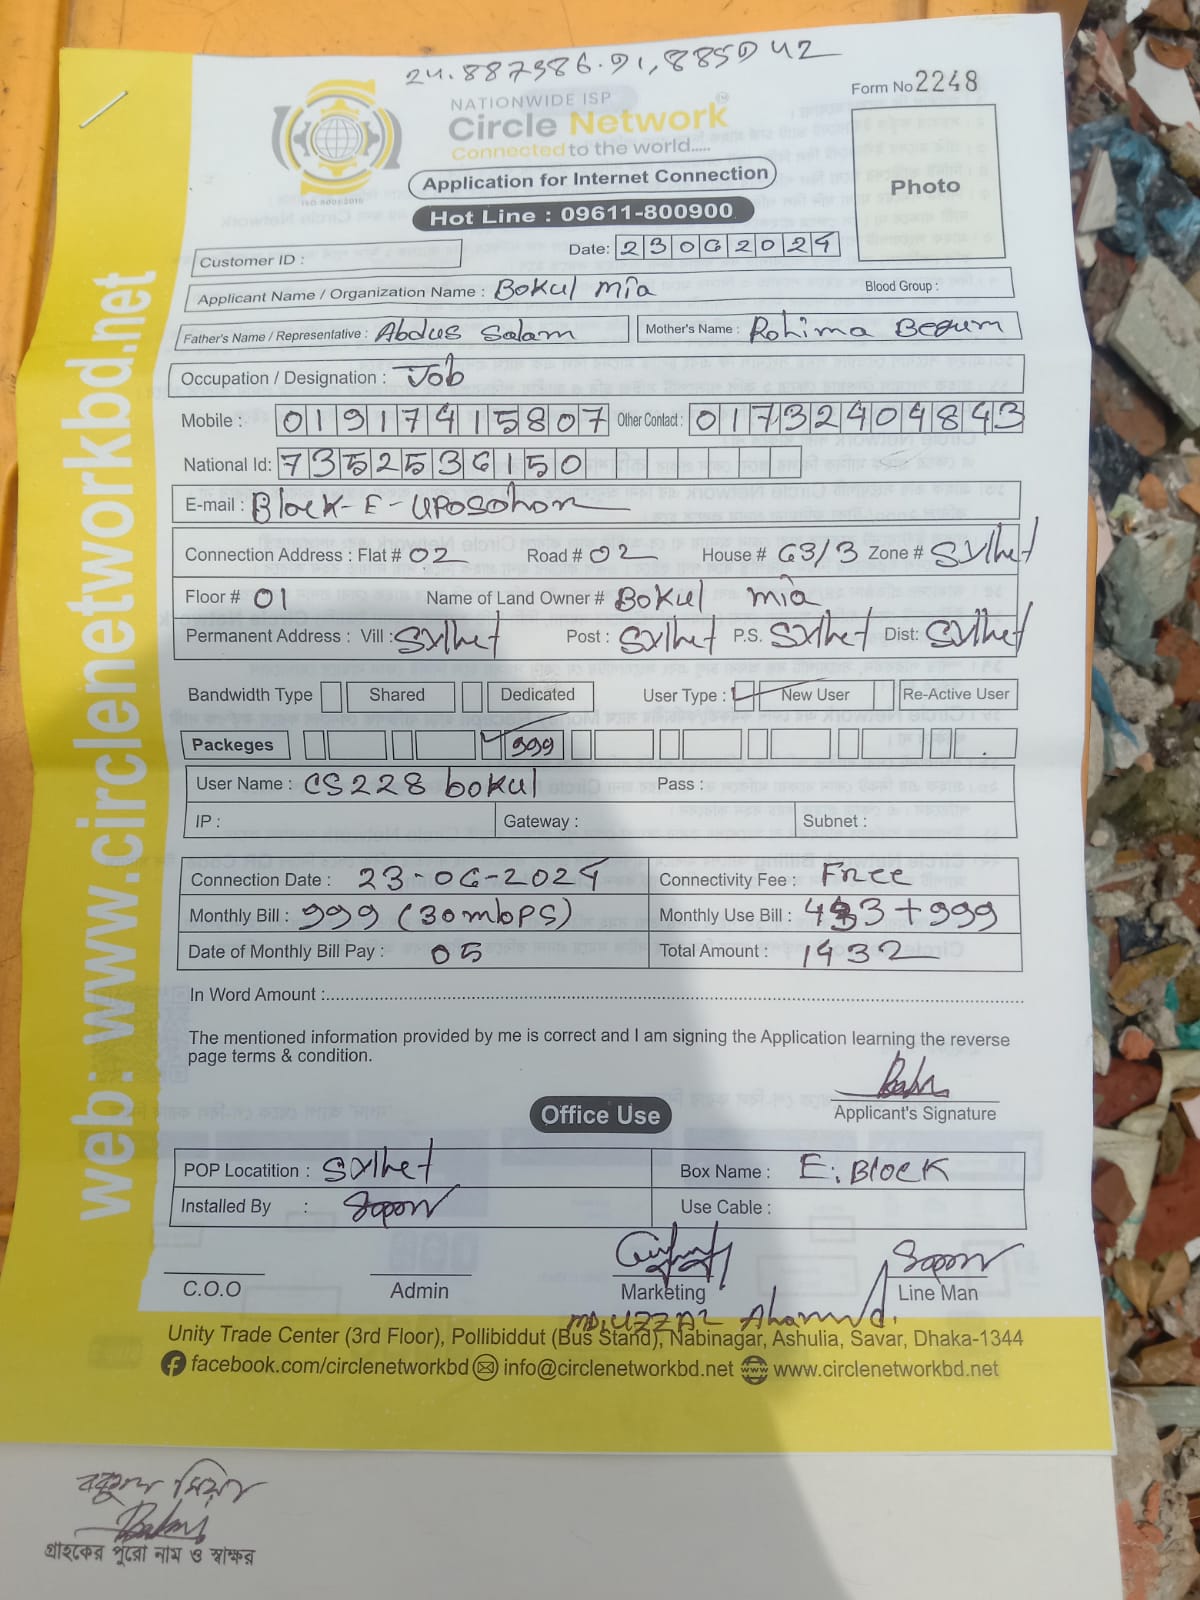 24.887386.91,885942
Form No 2248
NATIONWIDE ISP
Circle Network
Connected to the world.....
ISO 9001:2015
Photo
Application for Internet Connection
Hot Line : 09611-800900
Customer ID :
Date: 23062024
Applicant Name / Organization Name : Bokul mia Blood Group :
Father's Name / Representative : Abdus Salam Mother's Name : Rohima Begum
Occupation / Designation : Job
Mobile : 01917415807 Other Contact : 01732404843
National Id: 7352536150
E-mail : Block-E-Uposohon
Connection Address : Flat # 02 Road # 02 House # 63/3 Zone # Sylhet
Floor # 01 Name of Land Owner # Bokul mia
Permanent Address : Vill : Sylhet Post : Sylhet P.S. Sylhet Dist: Sylhet
Bandwidth Type Shared Dedicated User Type : New User Re-Active User
Packeges 999
User Name : CS228 bokul Pass :
IP : Gateway : Subnet :
Connection Date : 23-06-2024 Connectivity Fee : Free
Monthly Bill : 999 (30mbps) Monthly Use Bill : 433+999
Date of Monthly Bill Pay : 05 Total Amount : 1432
In Word Amount :
The mentioned information provided by me is correct and I am signing the Application learning the reverse
page terms & condition.
Applicant's Signature
Office Use
POP Locatition : Sylhet Box Name : E: Block
Installed By : Sopon Use Cable :
Sopon
C.O.O Admin Marketing Line Man
MD. UZZAL Ahamed.
Unity Trade Center (3rd Floor), Pollibiddut (Bus Stand), Nabinagar, Ashulia, Savar, Dhaka-1344
facebook.com/circlenetworkbd info@circlenetworkbd.net www.circlenetworkbd.net
web: www.circlenetworkbd.net
বকুল মিয়া
গ্রাহকের পুরো নাম ও স্বাক্ষর